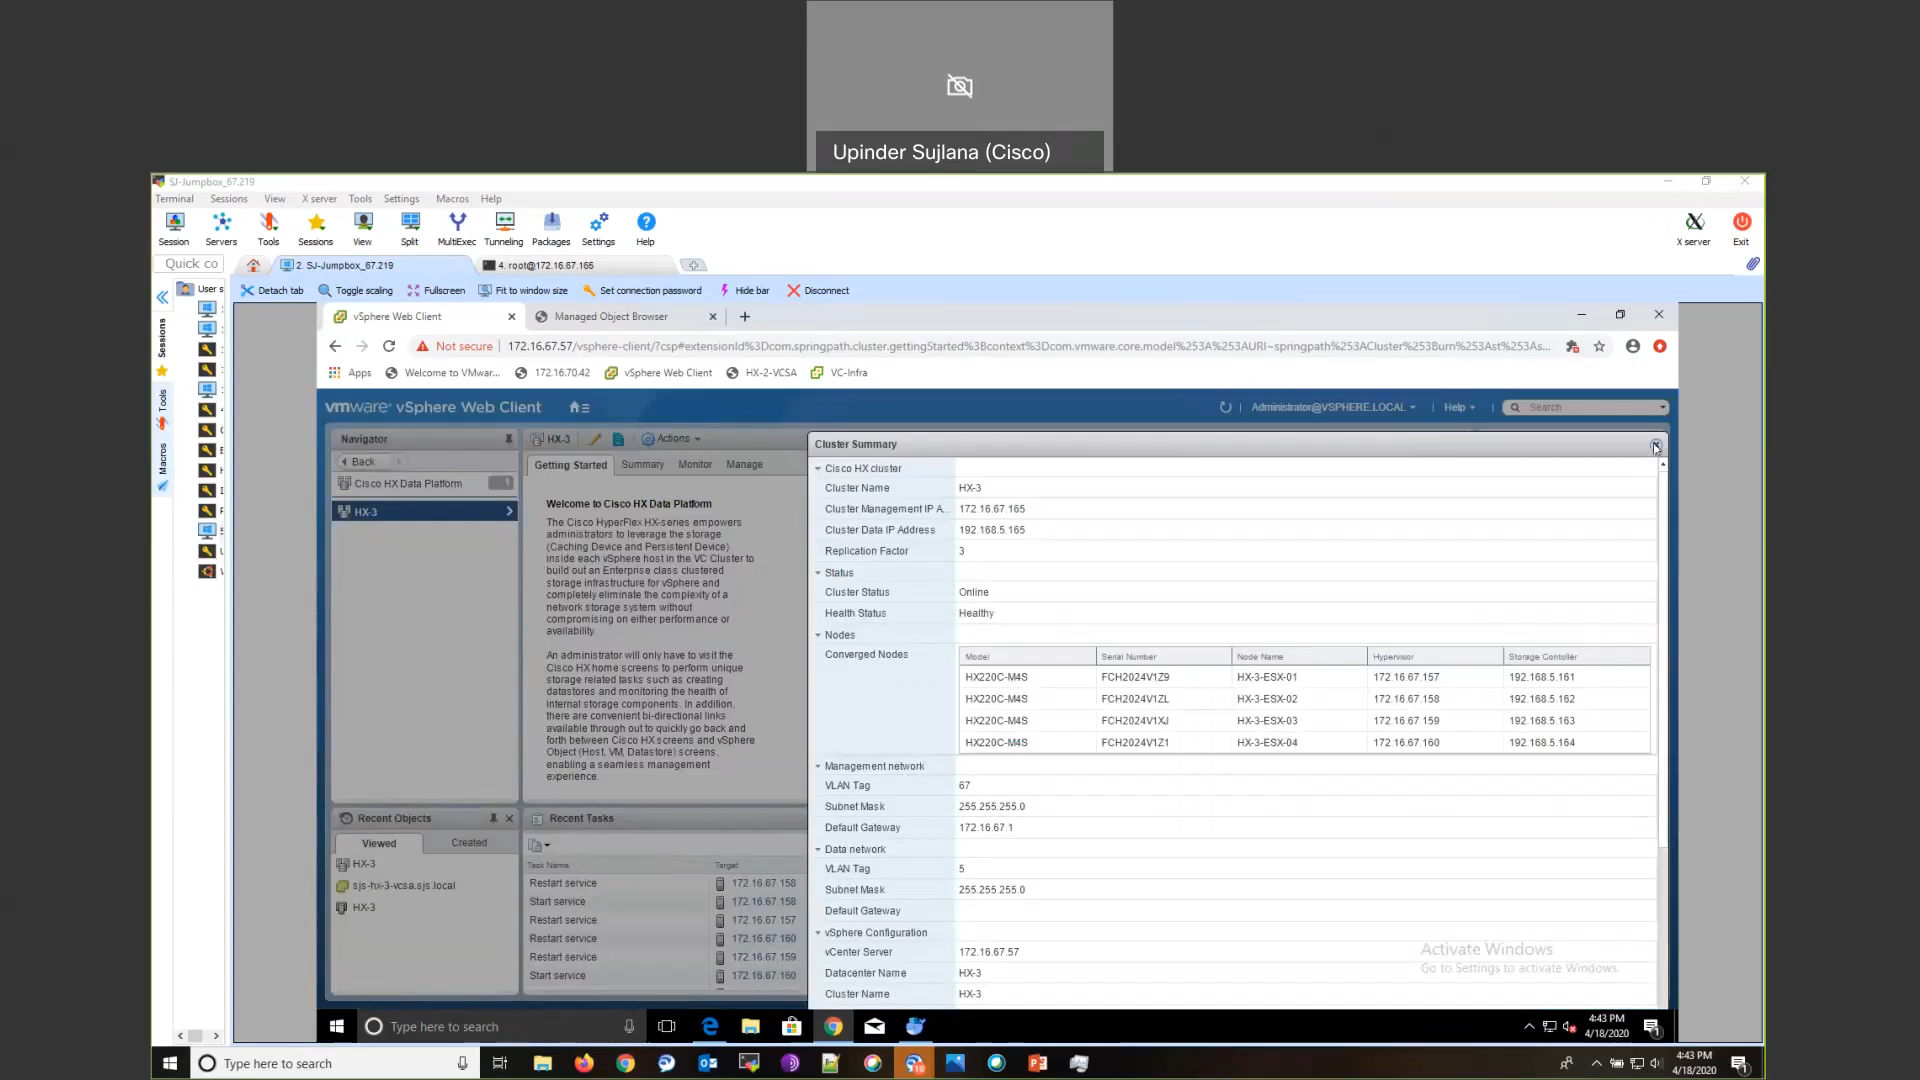 Upinder Sujlana (Cisco)
SJ-Jumpbox_67.219
Terminal Sessions View X server Tools Settings Macros Help
Session Servers Tools Sessions View Split MultiExec Tunneling Packages Settings Help X server Exit
Quick co
2. SJ-Jumpbox_67.219
4. root@172.16.67.165
User s
Detach tab Toggle scaling Fullscreen Fit to window size Set connection password Hide bar Disconnect
Sessions
Tools
Macros
vSphere Web Client
Managed Object Browser
Not secure 172.16.67.57/vsphere-client/?csp#extensionId%3Dcom.springpath.cluster.gettingStarted%3Bcontext%3Dcom.vmware.core.model%253A%253AURI~springpath%253ACluster%253Burn%253Ast%253As...
Apps Welcome to VMwar... 172.16.70.42 vSphere Web Client HX-2-VCSA VC-Infra
vmware® vSphere Web Client
Administrator@VSPHERE.LOCAL Help Search
Navigator
Back
Cisco HX Data Platform 1
HX-3
HX-3 Actions
Getting Started Summary Monitor Manage
Welcome to Cisco HX Data Platform
The Cisco HyperFlex HX-series empowers
administrators to leverage the storage
(Caching Device and Persistent Device)
inside each vSphere host in the VC Cluster to
build out an Enterprise class clustered
storage infrastructure for vSphere and
completely eliminate the complexity of a
network storage system without
compromising on either performance or
availability.
An administrator will only have to visit the
Cisco HX home screens to perform unique
storage related tasks such as creating
datastores and monitoring the health of
internal storage components. In addition,
there are convenient bi-directional links
available through out to quickly go back and
forth between Cisco HX screens and vSphere
Object (Host, VM, Datastore) screens,
enabling a seamless management
experience.
Recent Objects
Viewed Created
HX-3
sjs-hx-3-vcsa.sjs.local
HX-3
Recent Tasks
Task Name Target
Restart service 172.16.67.158
Start service 172.16.67.158
Restart service 172.16.67.157
Restart service 172.16.67.160
Restart service 172.16.67.159
Start service 172.16.67.160
Cluster Summary
Cisco HX cluster
Cluster Name HX-3
Cluster Management IP A... 172.16.67.165
Cluster Data IP Address 192.168.5.165
Replication Factor 3
Status
Cluster Status Online
Health Status Healthy
Nodes
Converged Nodes
Model Serial Number Node Name Hypervisor Storage Contoller
HX220C-M4S FCH2024V1Z9 HX-3-ESX-01 172.16.67.157 192.168.5.161
HX220C-M4S FCH2024V1ZL HX-3-ESX-02 172.16.67.158 192.168.5.162
HX220C-M4S FCH2024V1XJ HX-3-ESX-03 172.16.67.159 192.168.5.163
HX220C-M4S FCH2024V1Z1 HX-3-ESX-04 172.16.67.160 192.168.5.164
Management network
VLAN Tag 67
Subnet Mask 255.255.255.0
Default Gateway 172.16.67.1
Data network
VLAN Tag 5
Subnet Mask 255.255.255.0
Default Gateway
vSphere Configuration
vCenter Server 172.16.67.57
Datacenter Name HX-3
Cluster Name HX-3
Activate Windows
Go to Settings to activate Windows.
Type here to search
4:43 PM
4/18/2020
Type here to search
4:43 PM
4/18/2020